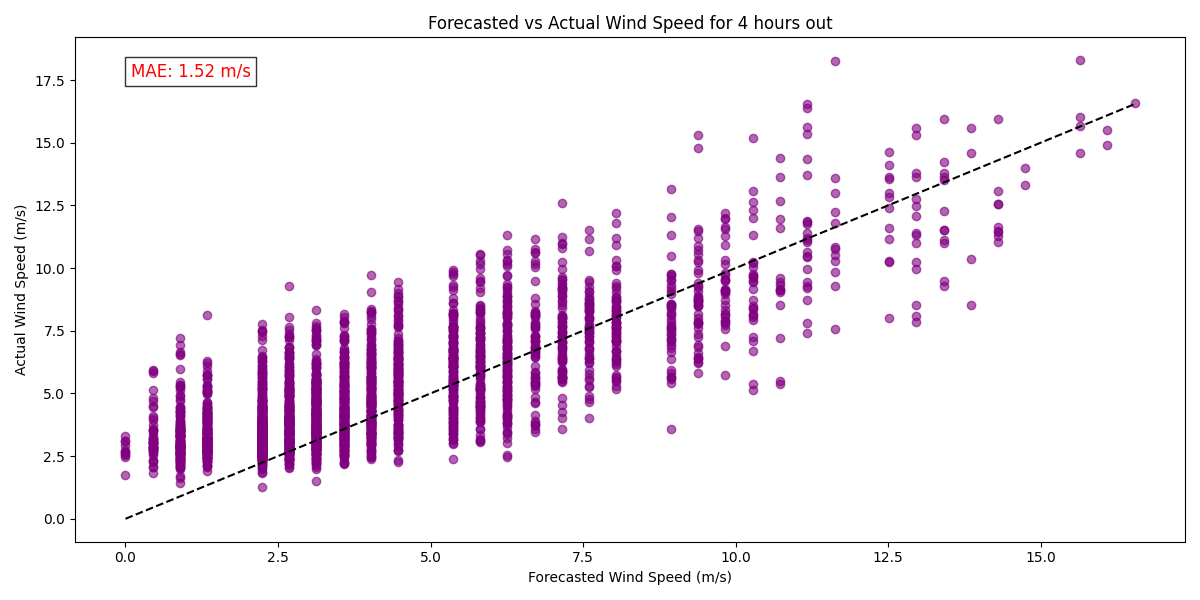 Forecasted vs Actual Wind Speed for 4 hours out
MAE: 1.52 m/s
Actual Wind Speed (m/s)
17.5
15.0
12.5
10.0
7.5
5.0
2.5
0.0
0.0 2.5 5.0 7.5 10.0 12.5 15.0
Forecasted Wind Speed (m/s)